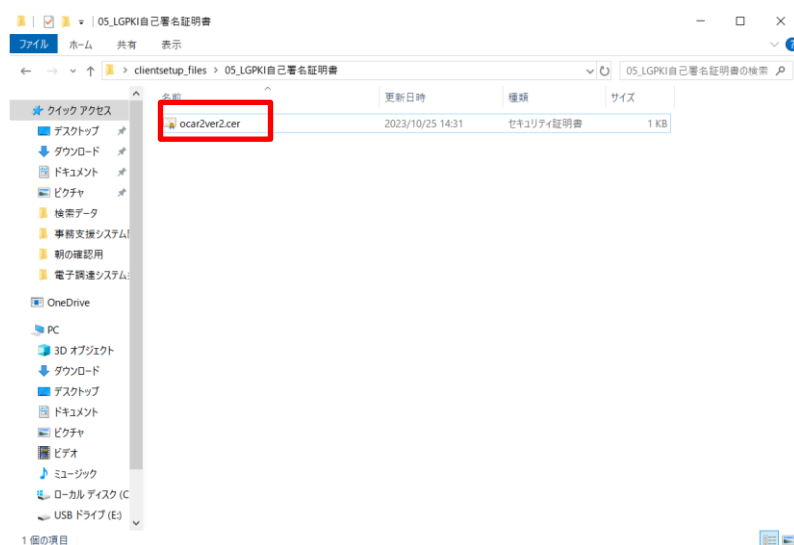 05_LGPKI自己署名証明書
ファイル ホーム 共有 表示
clientsetup_files > 05_LGPKI自己署名証明書
05_LGPKI自己署名証明書の検索
名前 更新日時 種類 サイズ
ocar2ver2.cer 2023/10/25 14:31 セキュリティ証明書 1 KB
クイック アクセス
デスクトップ
ダウンロード
ドキュメント
ピクチャ
検索データ
事務支援システム
朝の確認用
電子調達システム
OneDrive
PC
3D オブジェクト
ダウンロード
デスクトップ
ドキュメント
ピクチャ
ビデオ
ミュージック
ローカル ディスク (C
USB ドライブ (E:)
1 個の項目